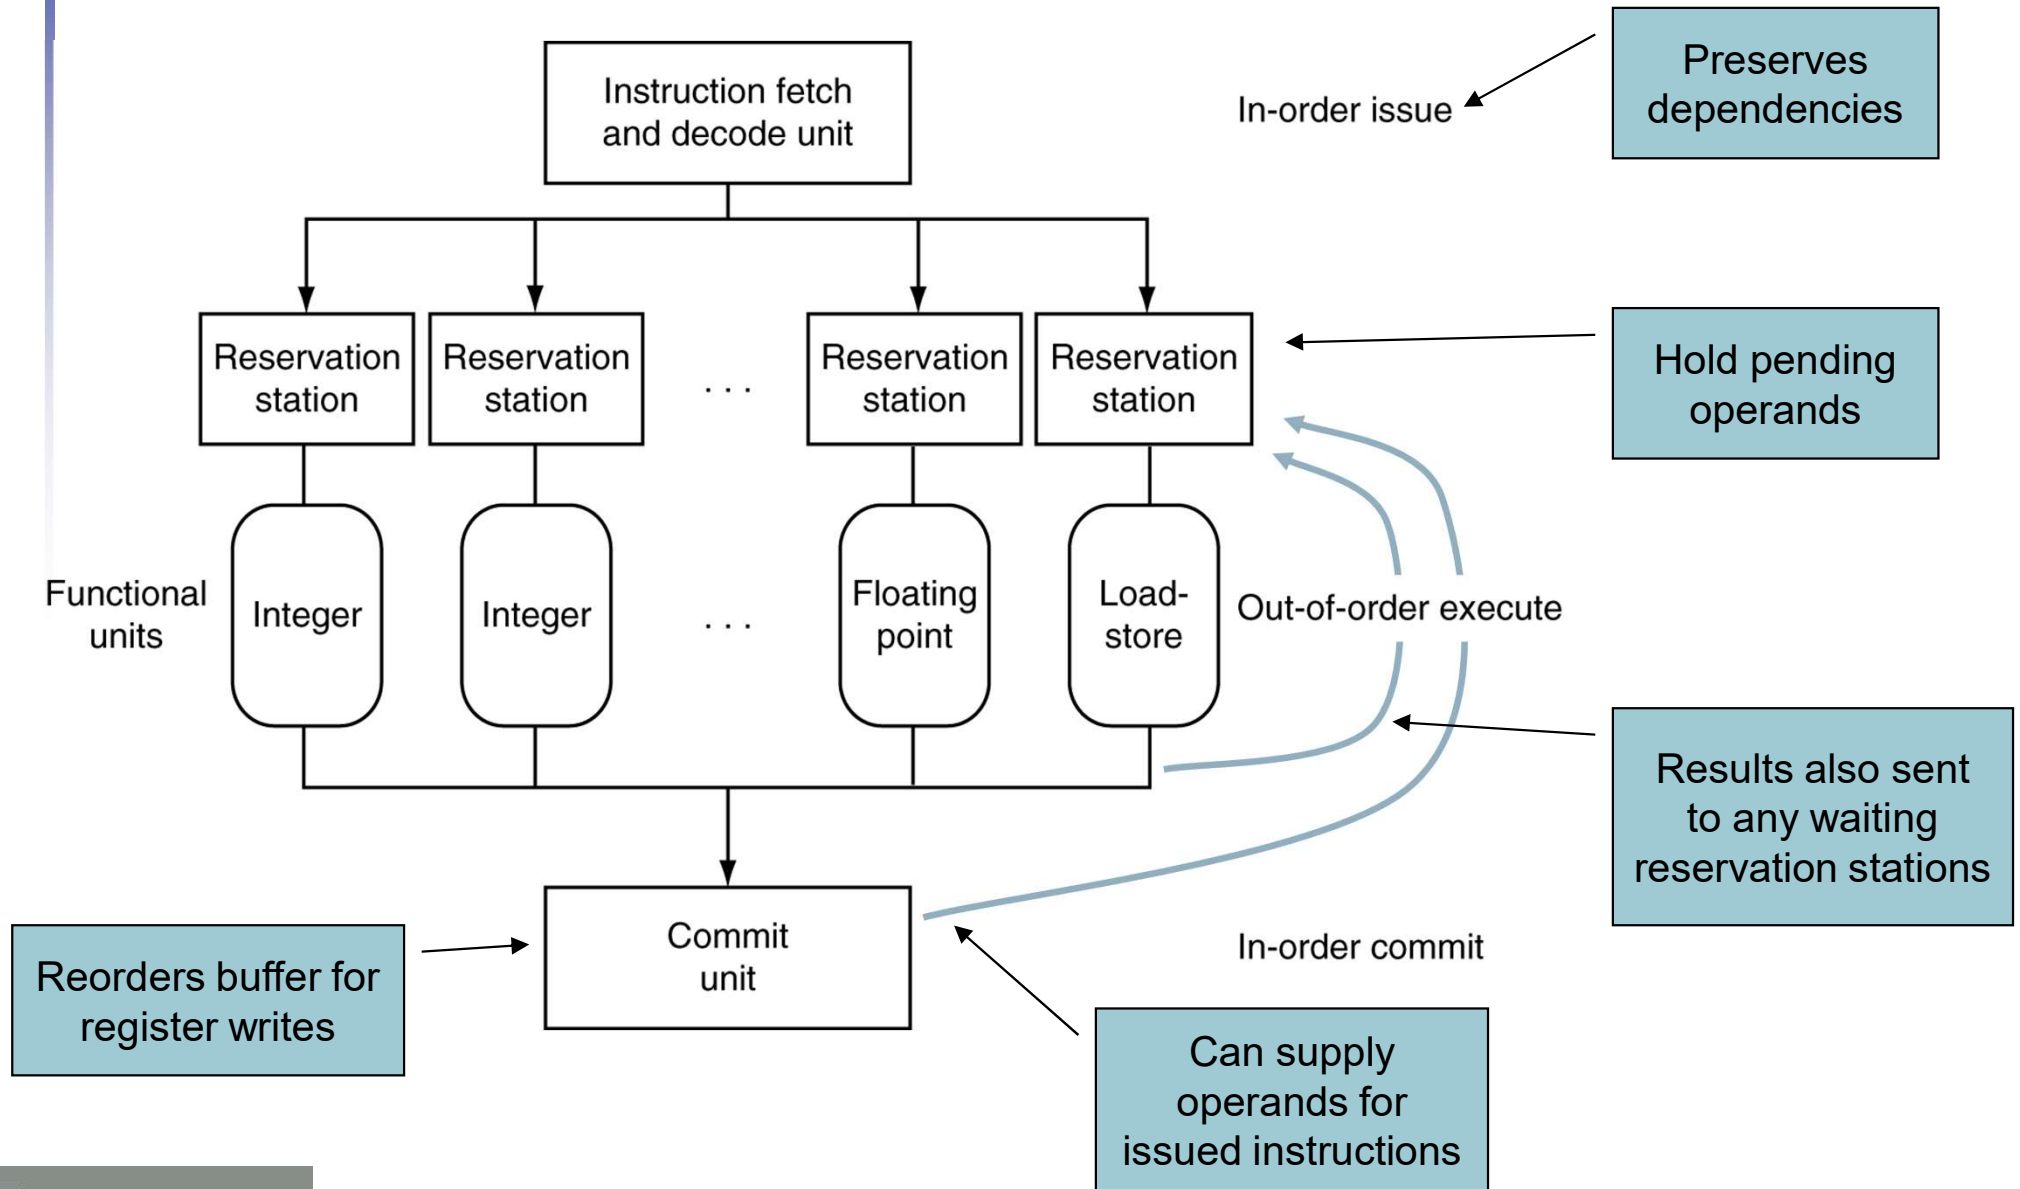 Instruction fetch
and decode unit
In-order issue
Preserves
dependencies
Reservation
station
Reservation
station
. . .
Reservation
station
Reservation
station
Hold pending
operands
Functional
units
Integer
Integer
. . .
Floating
point
Load-
store
Out-of-order execute
Results also sent
to any waiting
reservation stations
Commit
unit
In-order commit
Reorders buffer for
register writes
Can supply
operands for
issued instructions